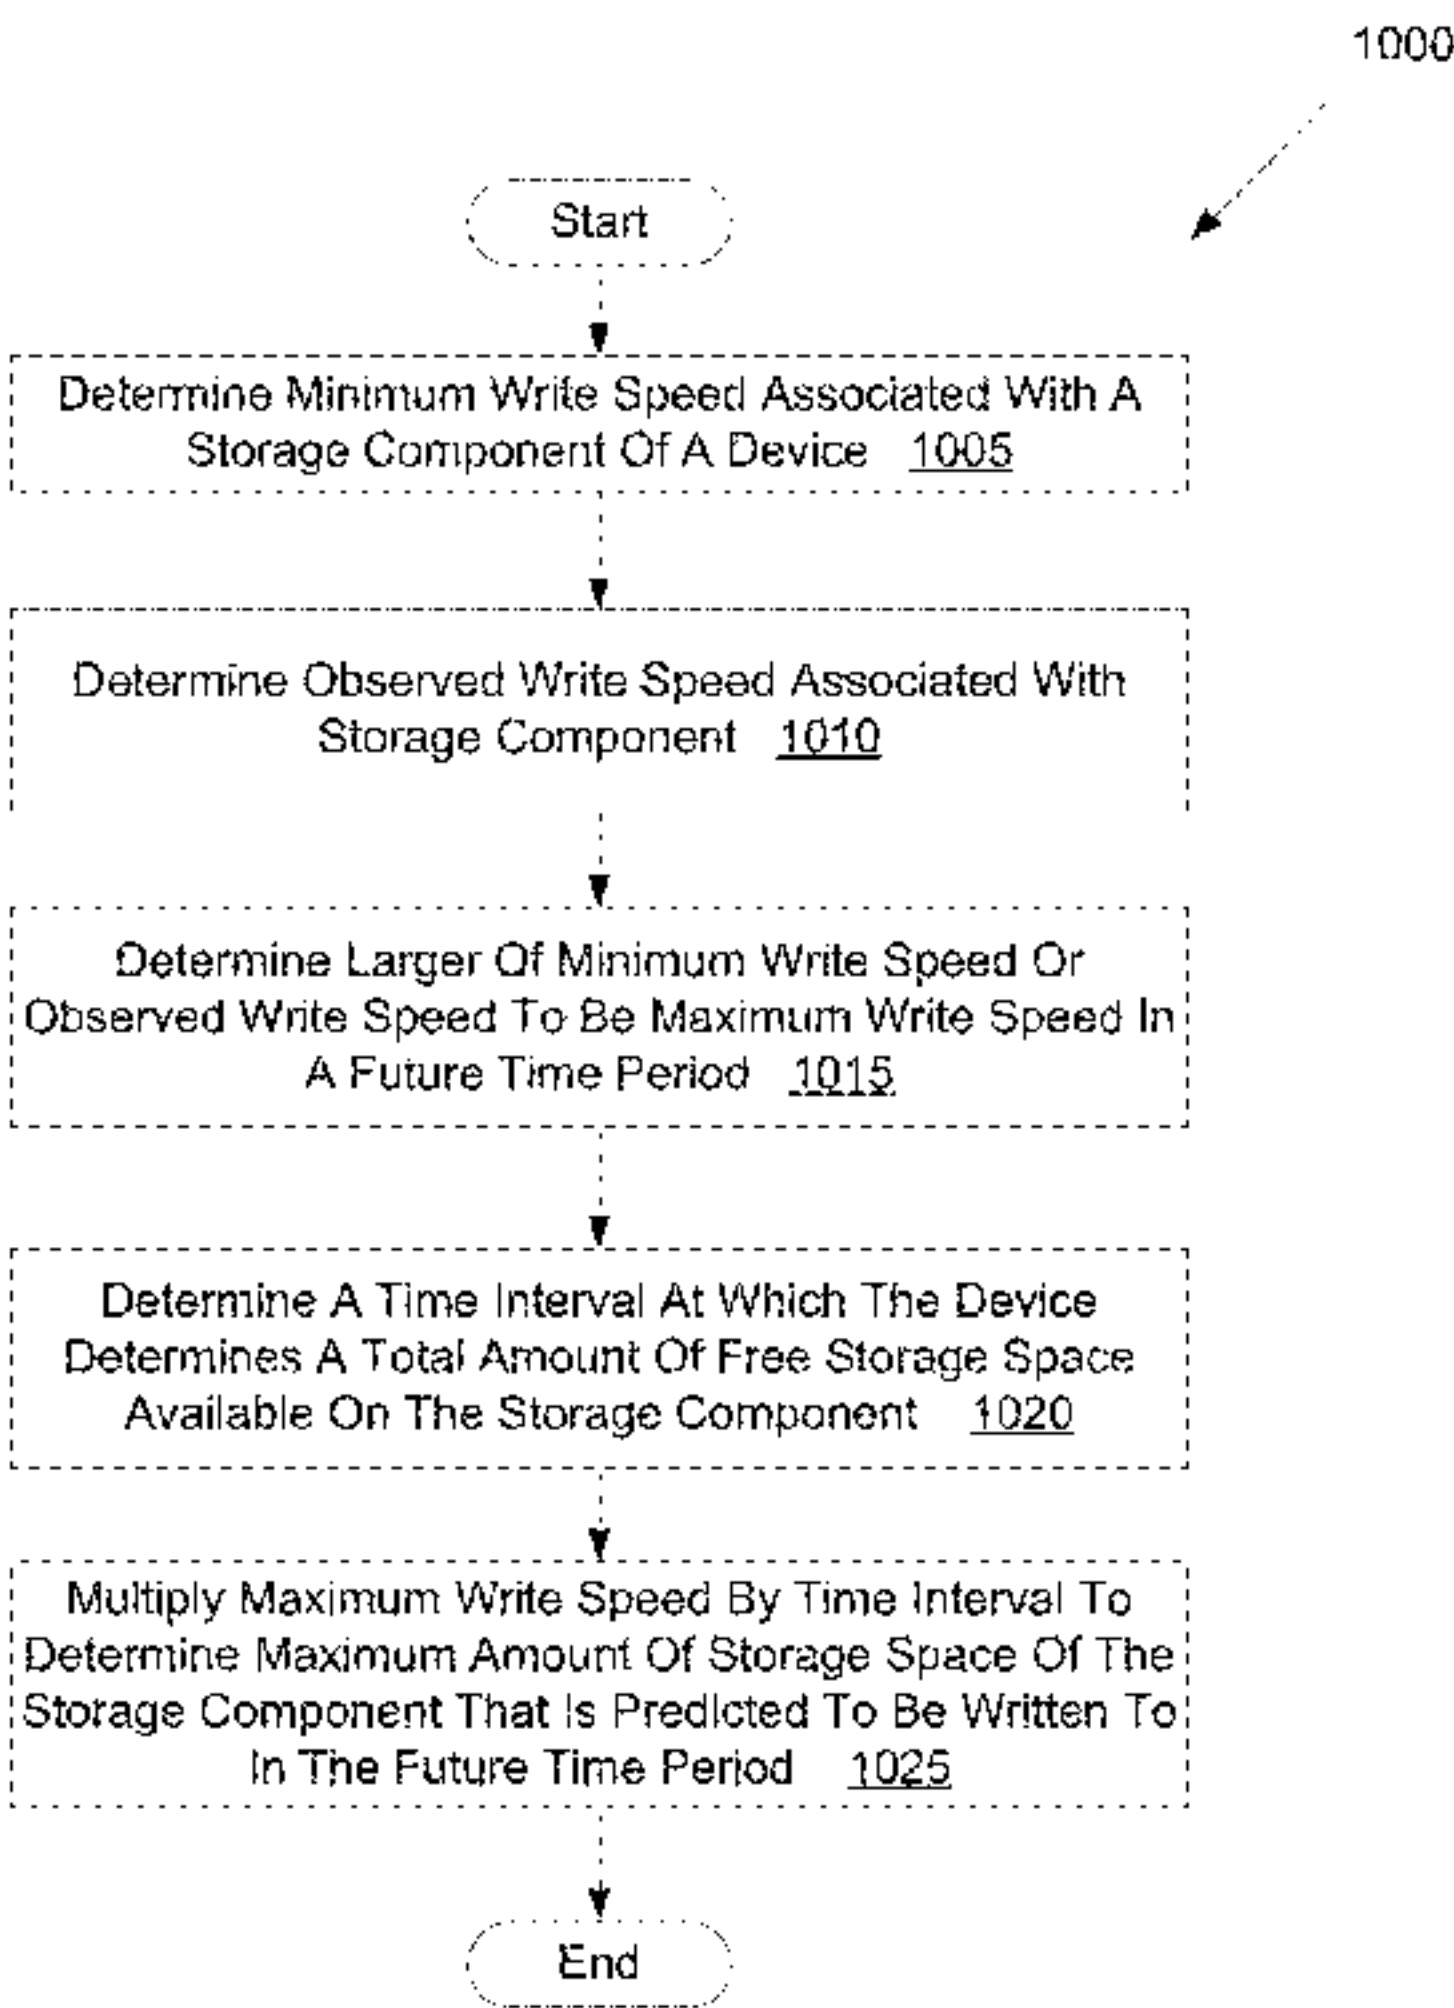 1000
Start
Determine Minimum Write Speed Associated With A
Storage Component Of A Device 1005
Determine Observed Write Speed Associated With
Storage Component 1010
Determine Larger Of Minimum Write Speed Or
Observed Write Speed To Be Maximum Write Speed In
A Future Time Period 1015
Determine A Time Interval At Which The Device
Determines A Total Amount Of Free Storage Space
Available On The Storage Component 1020
Multiply Maximum Write Speed By Time Interval To
Determine Maximum Amount Of Storage Space Of The
Storage Component That Is Predicted To Be Written To
In The Future Time Period 1025
End